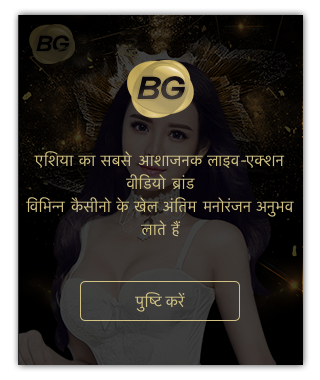 BG
BG
एशिया का सबसे आशाजनक लाइव-एक्शन
वीडियो ब्रांड
विभिन्न कैसीनो के खेल अंतिम मनोरंजन अनुभव
लाते हैं
पुष्टि करें